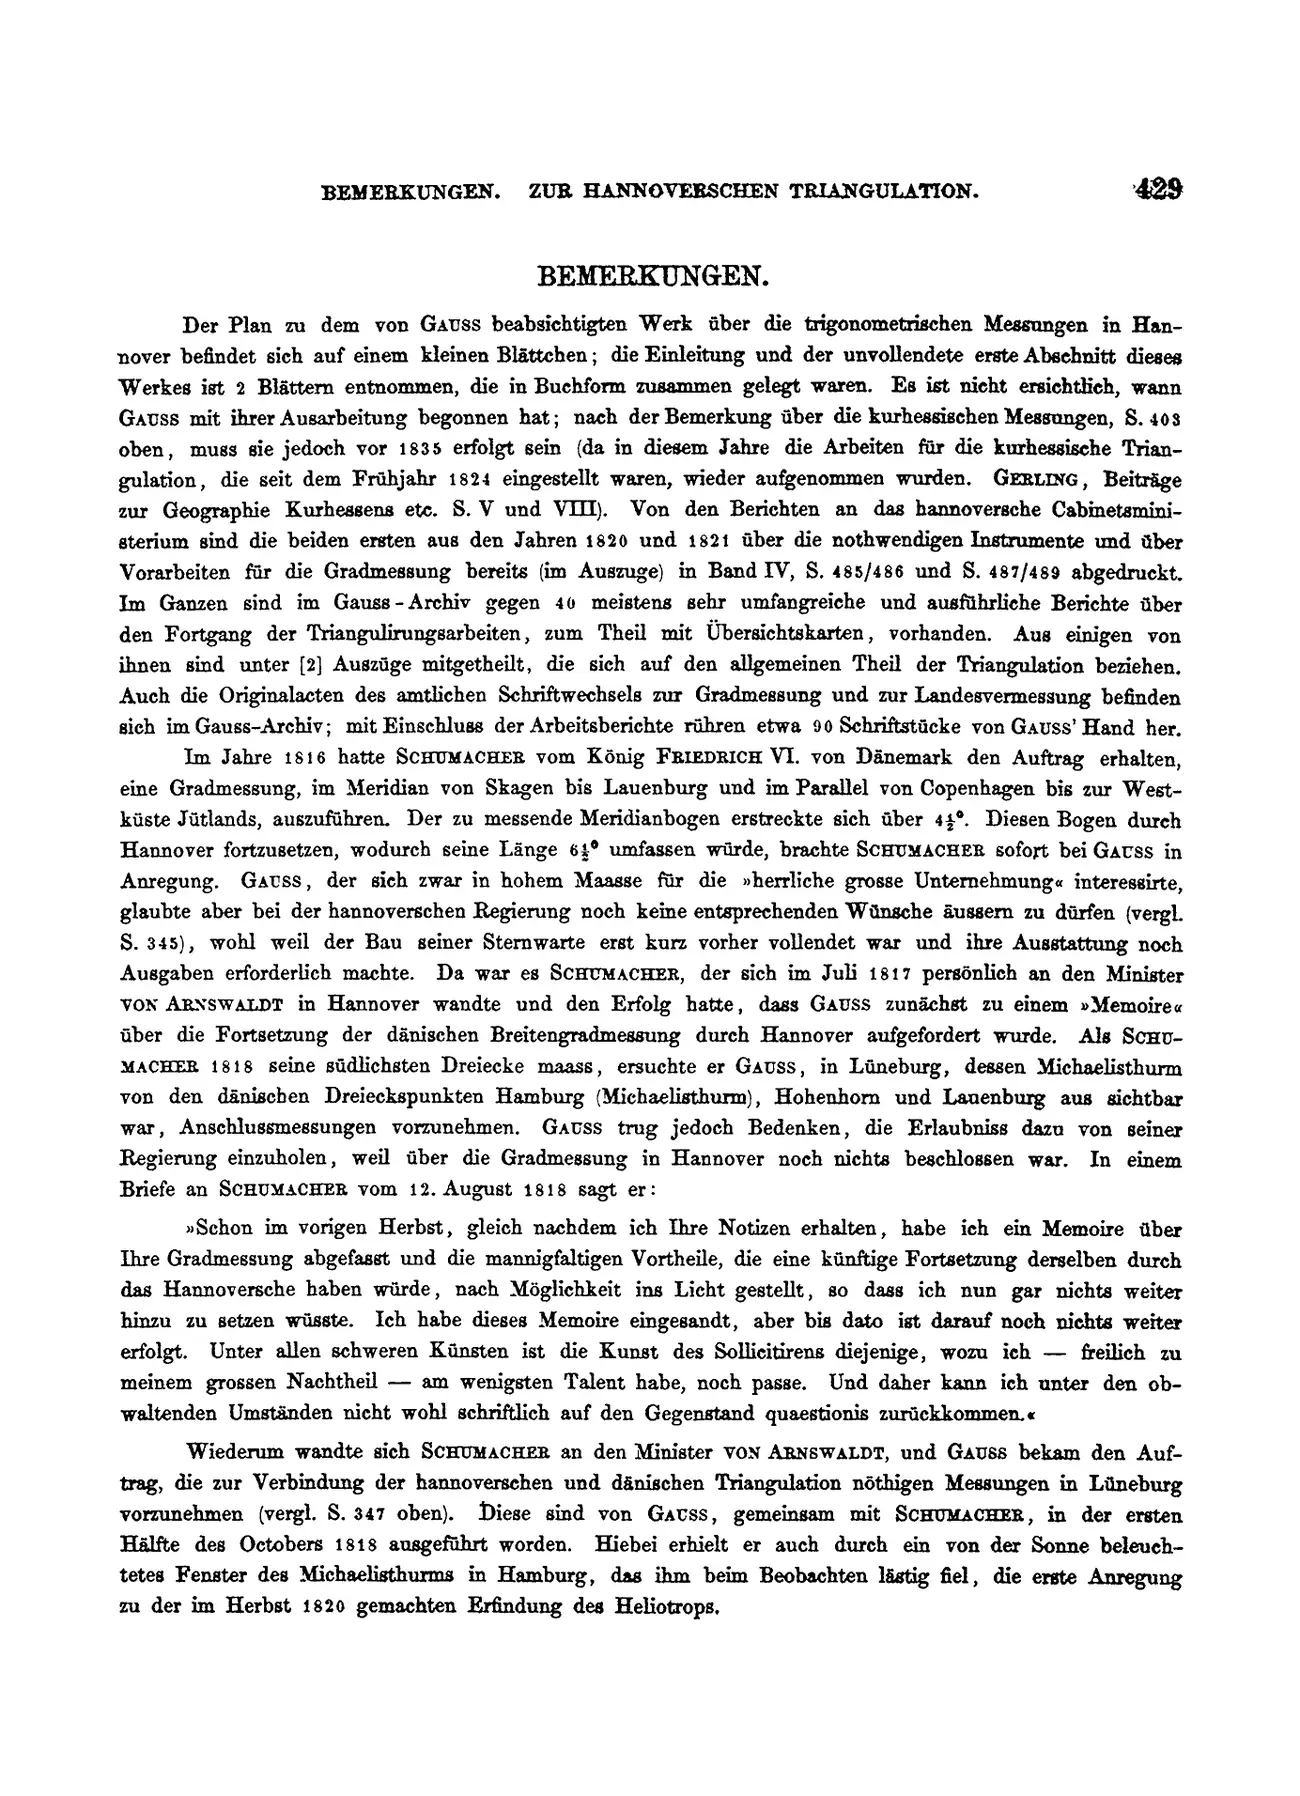 BEMERKUNGEN. ZUR HANNOVERSCHEN TRIANGULATION. 429
BEMERKUNGEN.
Der Plan zu dem von GAUSS beabsichtigten Werk über die trigonometrischen Messungen in Han-
nover befindet sich auf einem kleinen Blättchen; die Einleitung und der unvollendete erste Abschnitt dieses
Werkes ist 2 Blättern entnommen, die in Buchform zusammen gelegt waren. Es ist nicht ersichtlich, wann
GAUSS mit ihrer Ausarbeitung begonnen hat; nach der Bemerkung über die kurhessischen Messungen, S. 403
oben, muss sie jedoch vor 1835 erfolgt sein (da in diesem Jahre die Arbeiten für die kurhessische Trian-
gulation, die seit dem Frühjahr 1824 eingestellt waren, wieder aufgenommen wurden. GERLING, Beiträge
zur Geographie Kurhessens etc. S. V und VIII). Von den Berichten an das hannoversche Cabinetsmini-
sterium sind die beiden ersten aus den Jahren 1820 und 1821 über die nothwendigen Instrumente und über
Vorarbeiten für die Gradmessung bereits (im Auszuge) in Band IV, S. 485/486 und S. 487/489 abgedruckt.
Im Ganzen sind im Gauss-Archiv gegen 40 meistens sehr umfangreiche und ausführliche Berichte über
den Fortgang der Triangulirungsarbeiten, zum Theil mit Übersichtskarten, vorhanden. Aus einigen von
ihnen sind unter [2] Auszüge mitgetheilt, die sich auf den allgemeinen Theil der Triangulation beziehen.
Auch die Originalacten des amtlichen Schriftwechsels zur Gradmessung und zur Landesvermessung befinden
sich im Gauss-Archiv; mit Einschluss der Arbeitsberichte rühren etwa 90 Schriftstücke von GAUSS' Hand her.
Im Jahre 1816 hatte SCHUMACHER vom König FRIEDRICH VI. von Dänemark den Auftrag erhalten,
eine Gradmessung, im Meridian von Skagen bis Lauenburg und im Parallel von Copenhagen bis zur West-
küste Jütlands, auszuführen. Der zu messende Meridianbogen erstreckte sich über 4½°. Diesen Bogen durch
Hannover fortzusetzen, wodurch seine Länge 6½° umfassen würde, brachte SCHUMACHER sofort bei GAUSS in
Anregung. GAUSS, der sich zwar in hohem Maasse für die »herrliche grosse Unternehmung« interessirte,
glaubte aber bei der hannoverschen Regierung noch keine entsprechenden Wünsche äussern zu dürfen (vergl.
S. 345), wohl weil der Bau seiner Sternwarte erst kurz vorher vollendet war und ihre Ausstattung noch
Ausgaben erforderlich machte. Da war es SCHUMACHER, der sich im Juli 1817 persönlich an den Minister
VON ARNSWALDT in Hannover wandte und den Erfolg hatte, dass GAUSS zunächst zu einem »Memoire«
über die Fortsetzung der dänischen Breitengradmessung durch Hannover aufgefordert wurde. Als SCHU-
MACHER 1818 seine südlichsten Dreiecke maass, ersuchte er GAUSS, in Lüneburg, dessen Michaelisthurm
von den dänischen Dreieckspunkten Hamburg (Michaelisthurm), Hohenhorn und Lauenburg aus sichtbar
war, Anschlussmessungen vorzunehmen. GAUSS trug jedoch Bedenken, die Erlaubniss dazu von seiner
Regierung einzuholen, weil über die Gradmessung in Hannover noch nichts beschlossen war. In einem
Briefe an SCHUMACHER vom 12. August 1818 sagt er:
»Schon im vorigen Herbst, gleich nachdem ich Ihre Notizen erhalten, habe ich ein Memoire über
Ihre Gradmessung abgefasst und die mannigfaltigen Vortheile, die eine künftige Fortsetzung derselben durch
das Hannoversche haben würde, nach Möglichkeit ins Licht gestellt, so dass ich nun gar nichts weiter
hinzu zu setzen wüsste. Ich habe dieses Memoire eingesandt, aber bis dato ist darauf noch nichts weiter
erfolgt. Unter allen schweren Künsten ist die Kunst des Sollicitirens diejenige, wozu ich — freilich zu
meinem grossen Nachtheil — am wenigsten Talent habe, noch passe. Und daher kann ich unter den ob-
waltenden Umständen nicht wohl schriftlich auf den Gegenstand quaestionis zurückkommen.«
Wiederum wandte sich SCHUMACHER an den Minister VON ARNSWALDT, und GAUSS bekam den Auf-
trag, die zur Verbindung der hannoverschen und dänischen Triangulation nöthigen Messungen in Lüneburg
vorzunehmen (vergl. S. 347 oben). Diese sind von GAUSS, gemeinsam mit SCHUMACHER, in der ersten
Hälfte des Octobers 1818 ausgeführt worden. Hiebei erhielt er auch durch ein von der Sonne beleuch-
tetes Fenster des Michaelisthurms in Hamburg, das ihm beim Beobachten lästig fiel, die erste Anregung
zu der im Herbst 1820 gemachten Erfindung des Heliotrops.